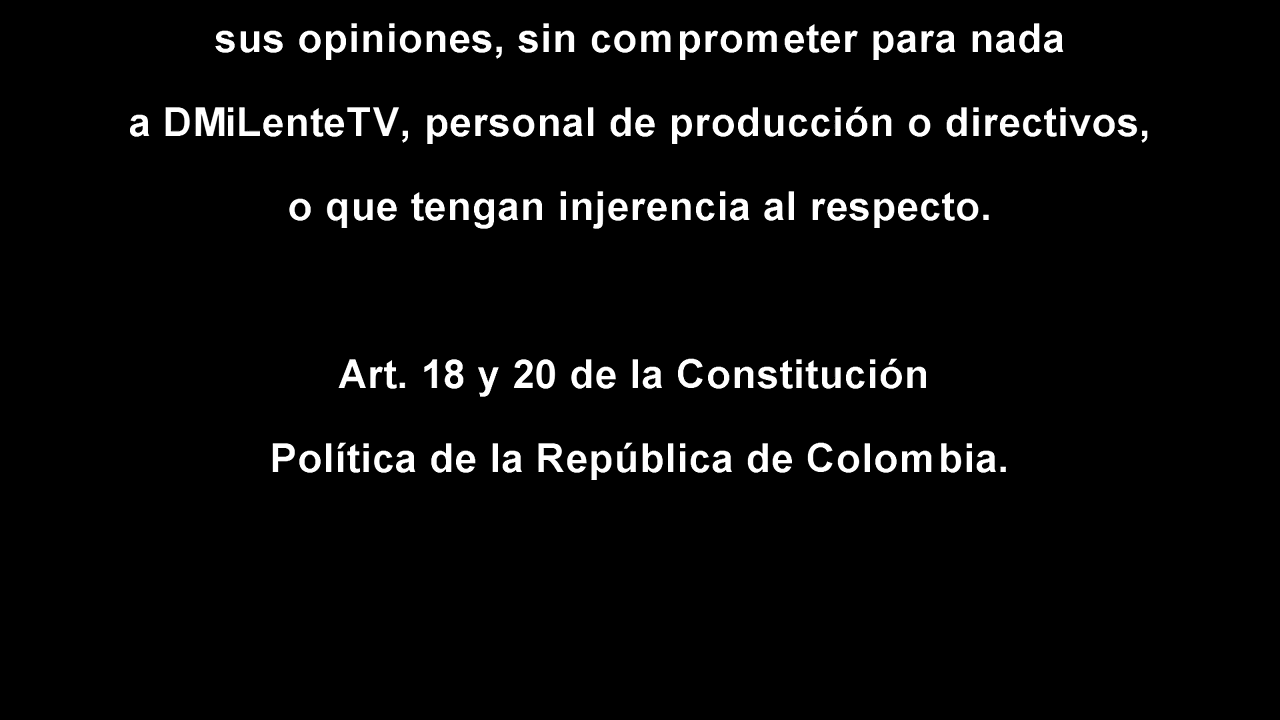 sus opiniones, sin comprometer para nada
a DMiLenteTV, personal de producción o directivos,
o que tengan injerencia al respecto.
Art. 18 y 20 de la Constitución
Política de la República de Colombia.